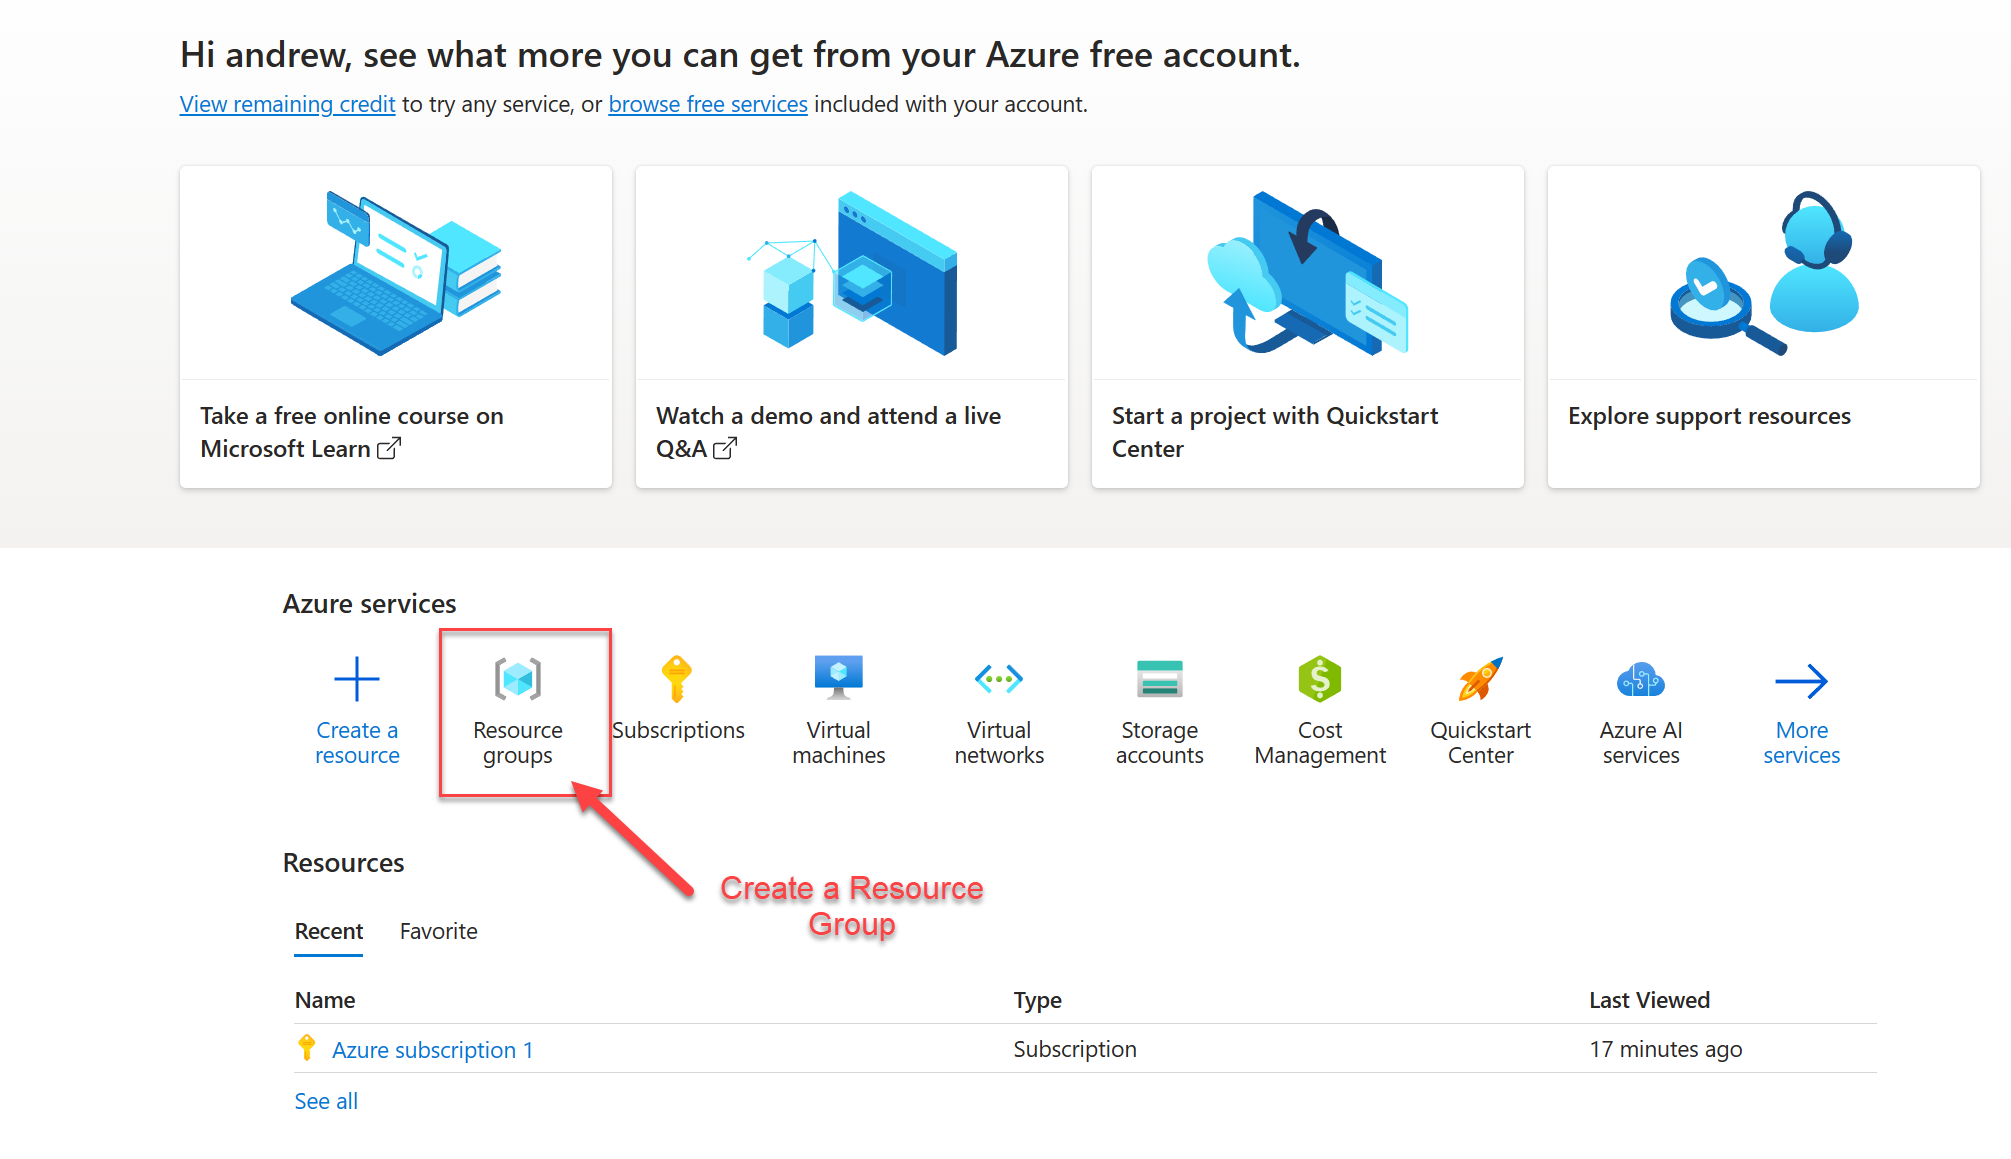 Hi andrew, see what more you can get from your Azure free account.
View remaining credit to try any service, or browse free services included with your account.
Take a free online course on
Microsoft Learn
Watch a demo and attend a live
Q&A
Start a project with Quickstart
Center
Explore support resources
Azure services
Create a
resource
Resource
groups
Subscriptions
Virtual
machines
Virtual
networks
Storage
accounts
Cost
Management
Quickstart
Center
Azure AI
services
More
services
Create a Resource
Group
Resources
Recent Favorite
Name Type Last Viewed
Azure subscription 1 Subscription 17 minutes ago
See all